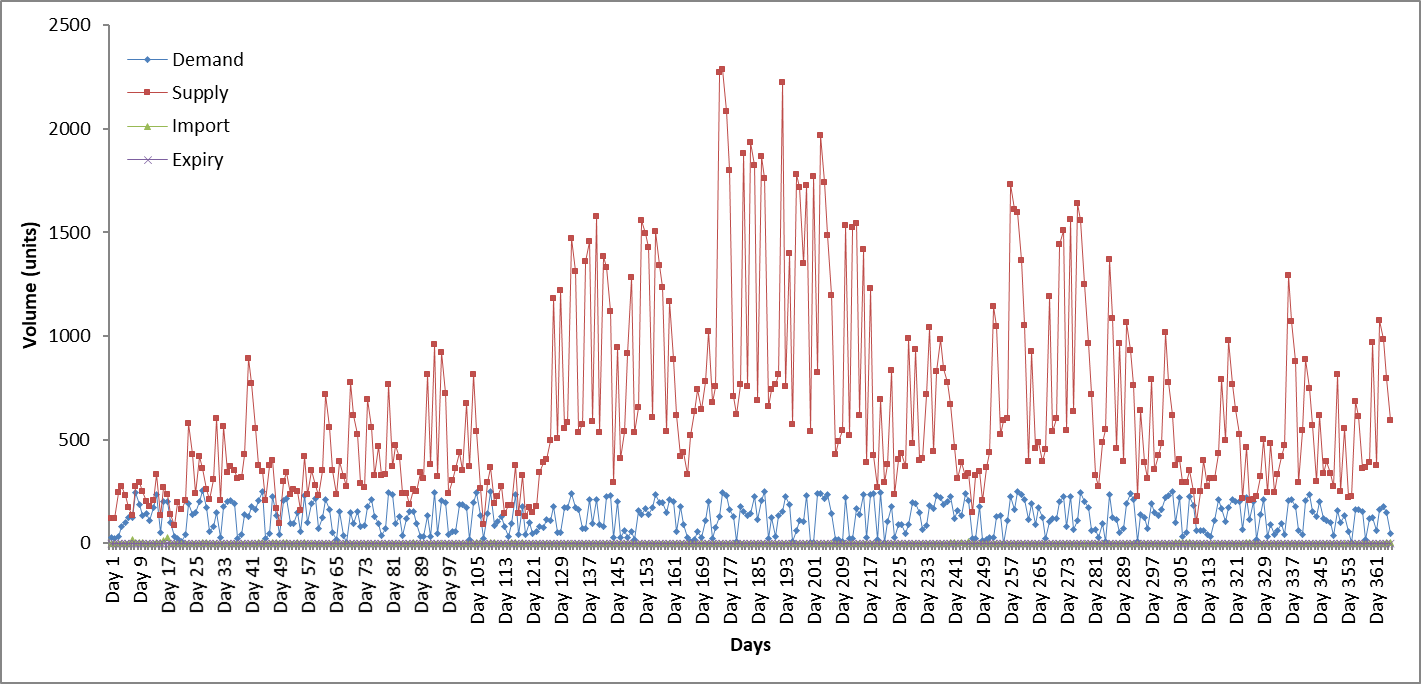 2500
2000
1500
1000
500
0
Volume (units)
Demand
Supply
Import
Expiry
Day 1
Day 9
Day 17
Day 25
Day 33
Day 41
Day 49
Day 57
Day 65
Day 73
Day 81
Day 89
Day 97
Day 105
Day 113
Day 121
Day 129
Day 137
Day 145
Day 153
Day 161
Day 169
Day 177
Day 185
Day 193
Day 201
Day 209
Day 217
Day 225
Day 233
Day 241
Day 249
Day 257
Day 265
Day 273
Day 281
Day 289
Day 297
Day 305
Day 313
Day 321
Day 329
Day 337
Day 345
Day 353
Day 361
Days